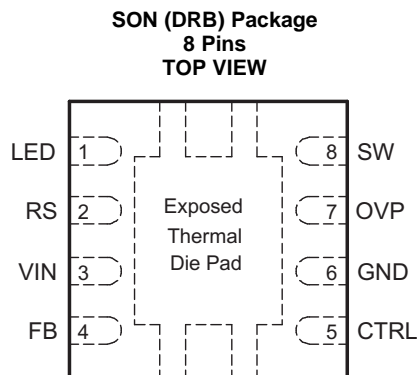 SON (DRB) Package
8 Pins
TOP VIEW
LED 1 8 SW
RS 2 Exposed 7 OVP
Thermal
VIN 3 Die Pad 6 GND
FB 4 5 CTRL